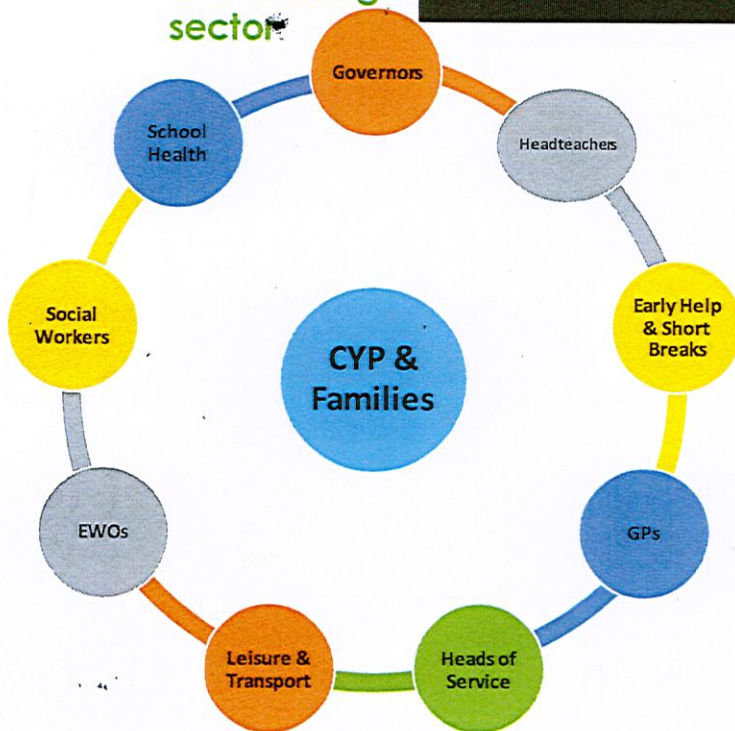 sector
Governors
Headteachers
Early Help
& Short
Breaks
GPs
Heads of
Service
Leisure &
Transport
EWOs
Social
Workers
School
Health
CYP &
Families